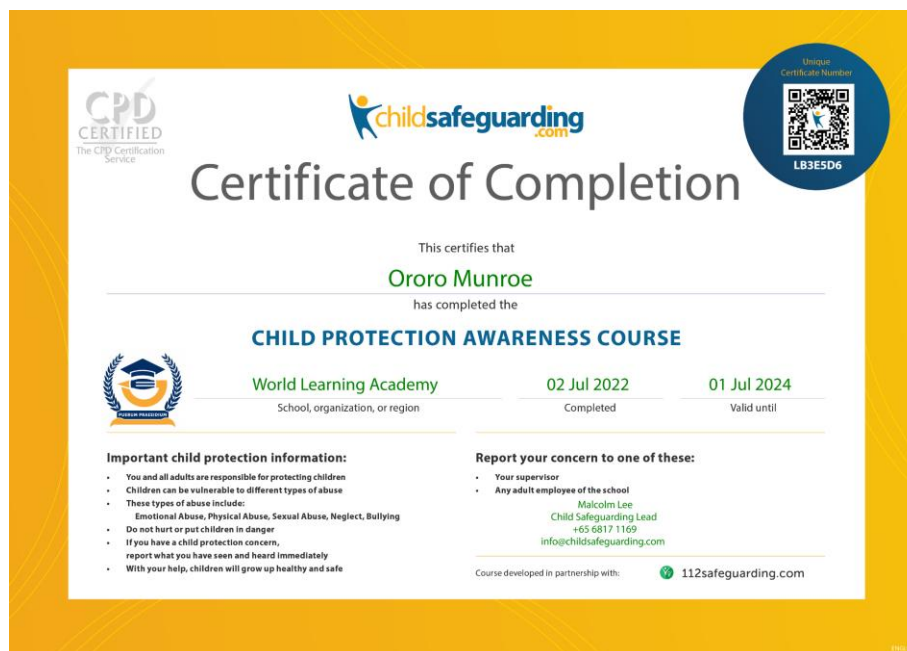 Unique
Certificate Number
LB3E5D6
CPD
CERTIFIED
The CPD Certification
Service
childsafeguarding
.com
Certificate of Completion
This certifies that
Ororo Munroe
has completed the
CHILD PROTECTION AWARENESS COURSE
PUERUM PRAESIDIUM
World Learning Academy
School, organization, or region
02 Jul 2022
Completed
01 Jul 2024
Valid until
Important child protection information:
• You and all adults are responsible for protecting children
• Children can be vulnerable to different types of abuse
• These types of abuse include:
Emotional Abuse, Physical Abuse, Sexual Abuse, Neglect, Bullying
• Do not hurt or put children in danger
• If you have a child protection concern,
report what you have seen and heard immediately
• With your help, children will grow up healthy and safe
Report your concern to one of these:
• Your supervisor
• Any adult employee of the school
Malcolm Lee
Child Safeguarding Lead
+65 6817 1169
info@childsafeguarding.com
Course developed in partnership with:
112safeguarding.com